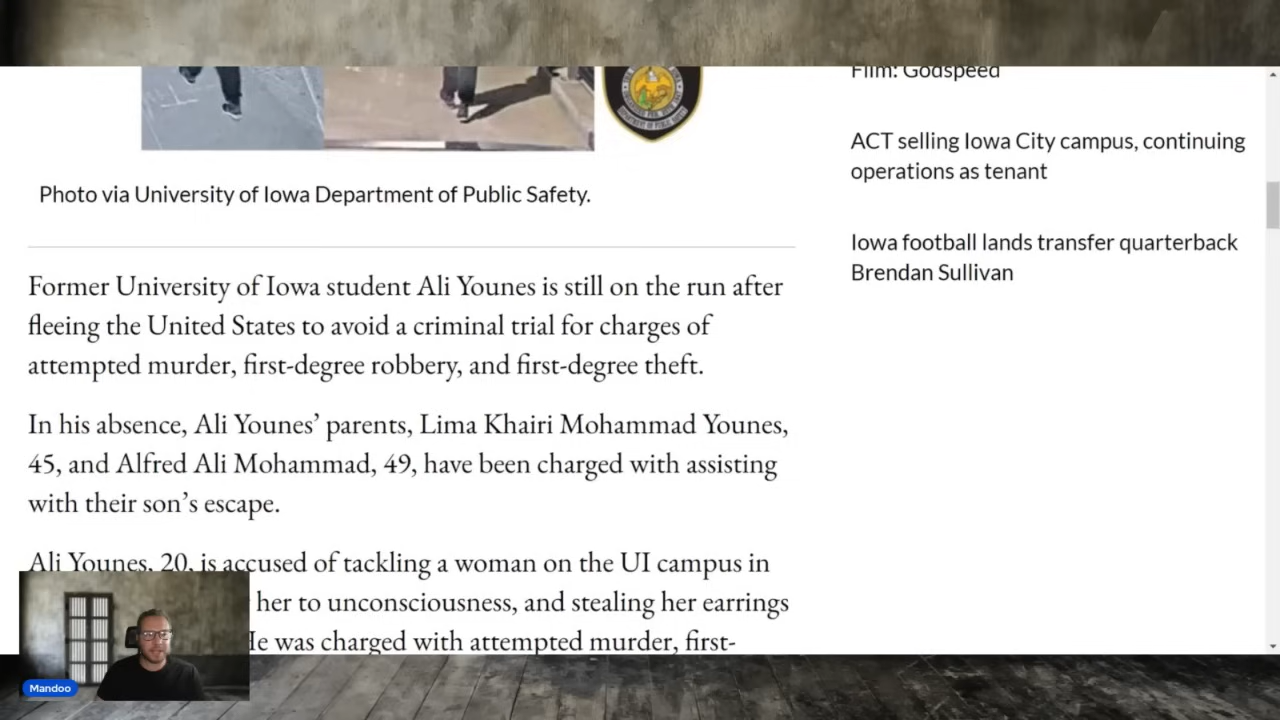 Film: Godspeed
ACT selling Iowa City campus, continuing
operations as tenant
Iowa football lands transfer quarterback
Brendan Sullivan
Photo via University of Iowa Department of Public Safety.
Former University of Iowa student Ali Younes is still on the run after
fleeing the United States to avoid a criminal trial for charges of
attempted murder, first-degree robbery, and first-degree theft.
In his absence, Ali Younes’ parents, Lima Khairi Mohammad Younes,
45, and Alfred Ali Mohammad, 49, have been charged with assisting
with their son’s escape.
Ali Younes, 20, is accused of tackling a woman on the UI campus in
her to unconsciousness, and stealing her earrings
He was charged with attempted murder, first-
Mandoo